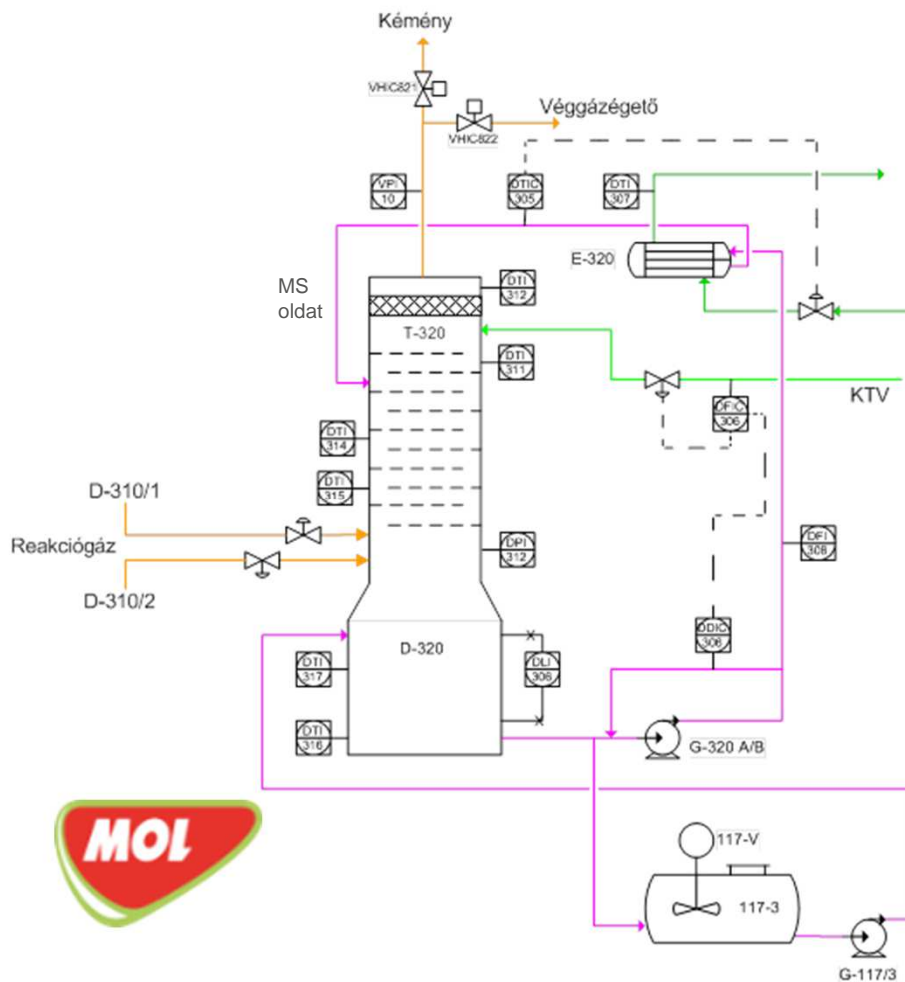 Kémény
VHIC821
Véggázégető
VHIC822
VPI
10
DTIC
305
DTI
307
E-320
MS
oldat
DTI
312
T-320
DTI
311
KTV
DFIC
306
DTI
314
DTI
315
D-310/1
Reakciógáz
D-310/2
DPI
312
DFI
308
DDIC
306
D-320
DTI
317
DLI
306
DTI
316
G-320 A/B
MOL
117-V
117-3
G-117/3